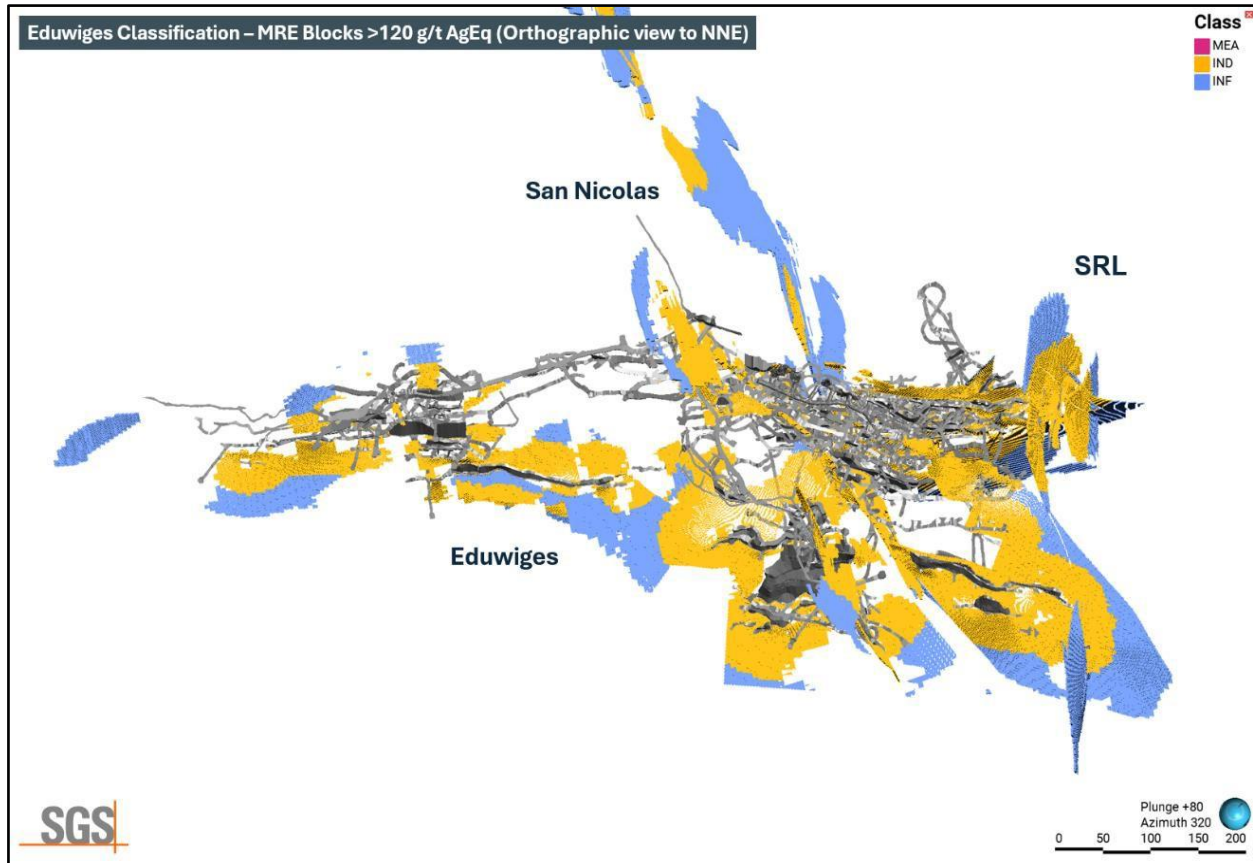 Eduwiges Classification – MRE Blocks >120 g/t AgEq (Orthographic view to NNE)
Class
MEA
IND
INF
San Nicolas
SRL
Eduwiges
SGS
Plunge +80
Azimuth 320
0 50 100 150 200